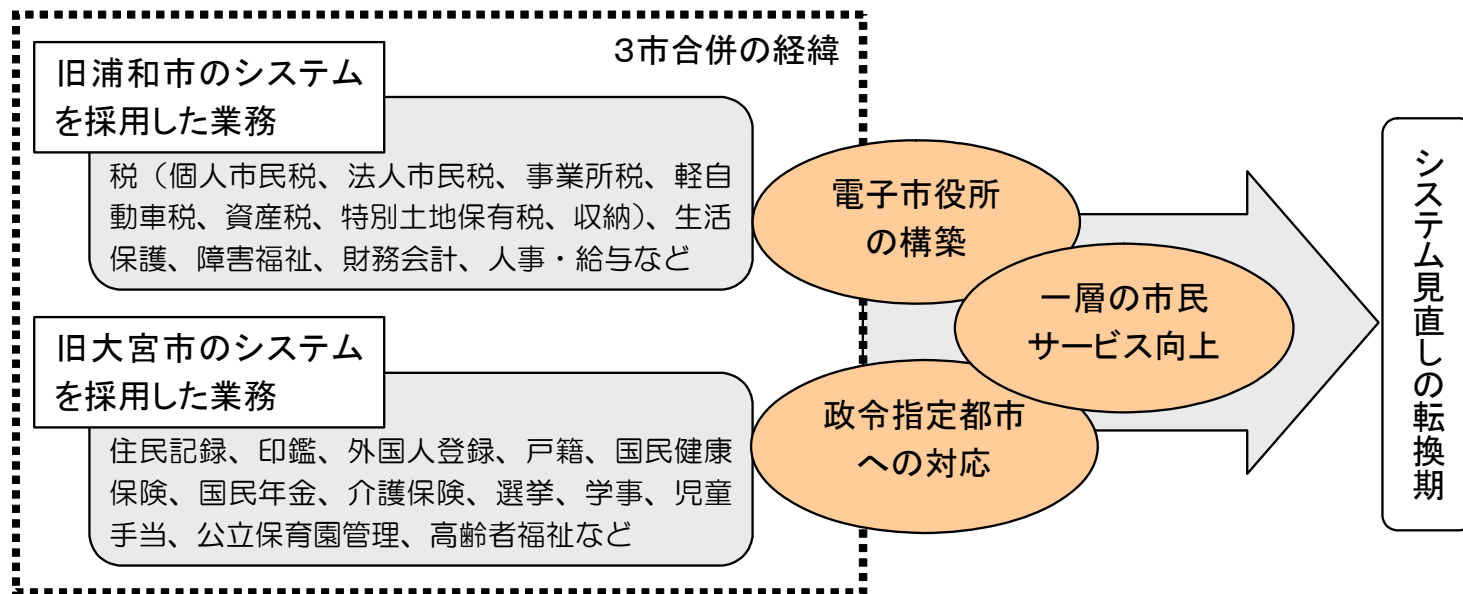 3市合併の経緯
旧浦和市のシステム
を採用した業務
税（個人市民税、法人市民税、事業所税、軽自
動車税、資産税、特別土地保有税、収納）、生活
保護、障害福祉、財務会計、人事・給与など
旧大宮市のシステム
を採用した業務
住民記録、印鑑、外国人登録、戸籍、国民健康
保険、国民年金、介護保険、選挙、学事、児童
手当、公立保育園管理、高齢者福祉など
電子市役所
の構築
一層の市民
サービス向上
政令指定都市
への対応
システム見直しの転換期